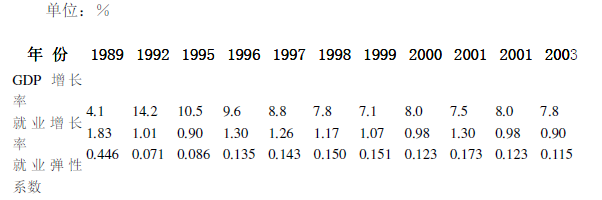 单位：%
年 份 1989 1992 1995 1996 1997 1998 1999 2000 2001 2001 2003
GDP 增长
率
4.1 14.2 10.5 9.6 8.8 7.8 7.1 8.0 7.5 8.0 7.8
就业增长
1.83 1.01 0.90 1.30 1.26 1.17 1.07 0.98 1.30 0.98 0.90
率
0.446 0.071 0.086 0.135 0.143 0.150 0.151 0.123 0.173 0.123 0.115
就业弹性
系数